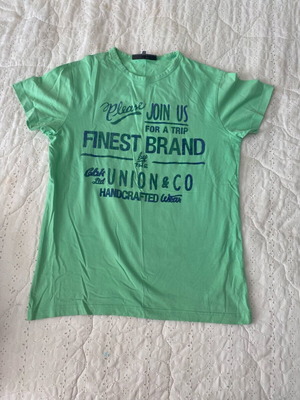 Please JOIN US
FOR A TRIP
FINEST BRAND
UNION & CO
HANDCRAFTED Wear